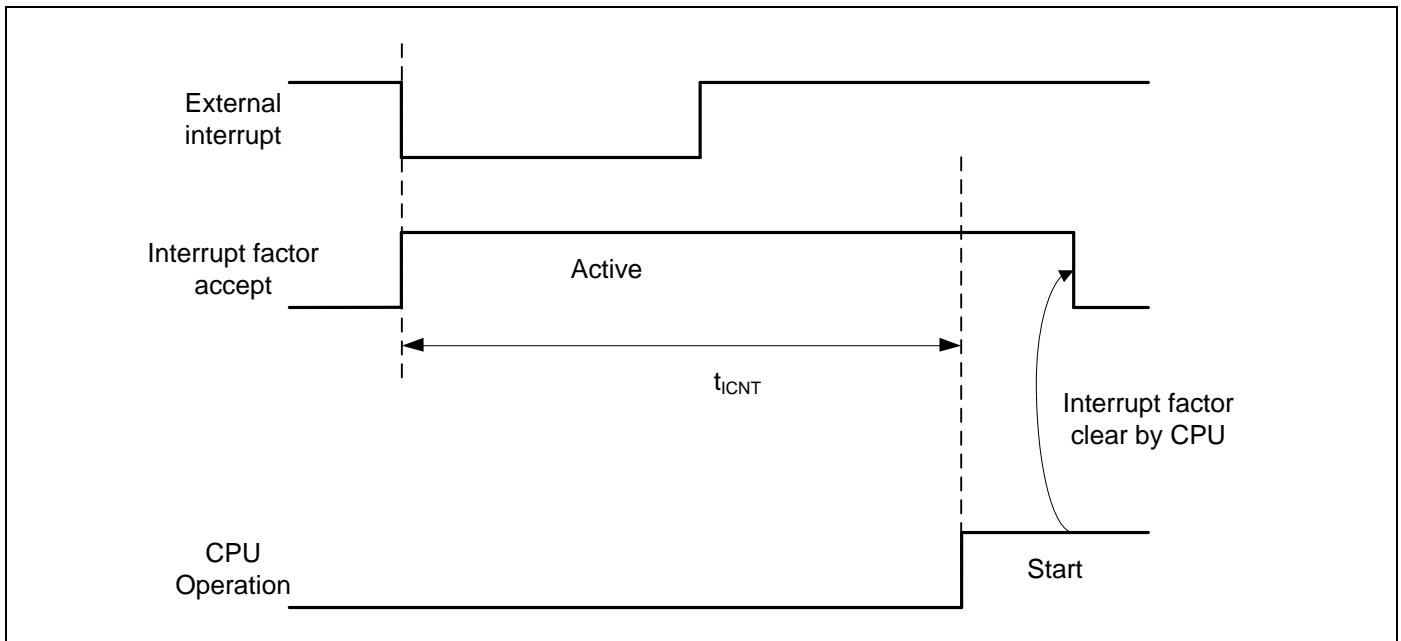 External
interrupt
Interrupt factor
accept
Active
tICNT
Interrupt factor
clear by CPU
CPU
Operation
Start